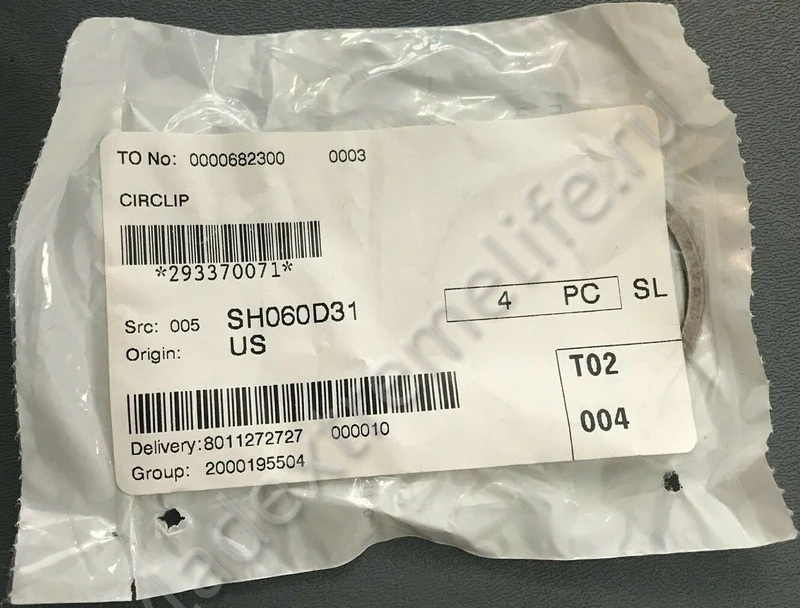 TO No: 0000682300 0003
CIRCLIP
*293370071*
Src: 005 SH060D31
Origin: US
4 PC SL
T02
004
Delivery:8011272727 000010
Group: 2000195504